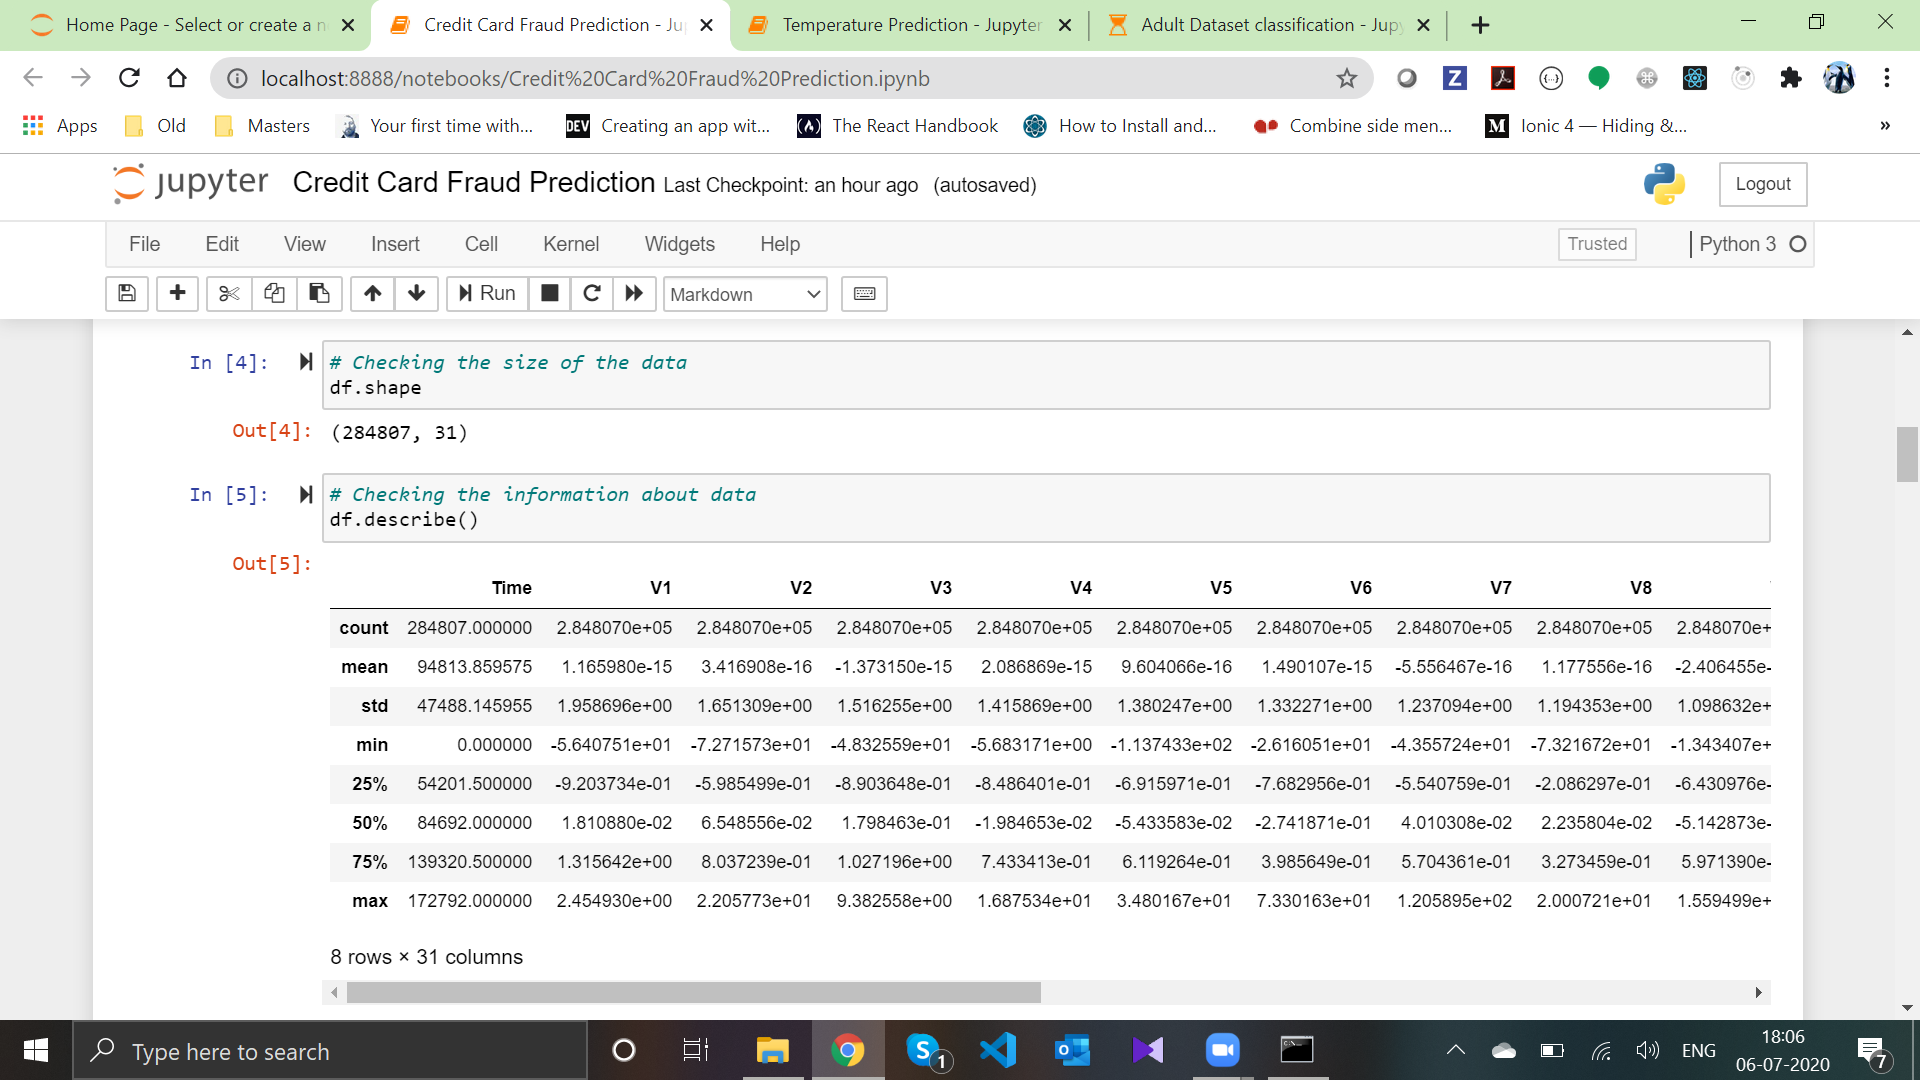 Home Page - Select or create a n
Credit Card Fraud Prediction - Ju
Temperature Prediction - Jupyter
Adult Dataset classification - Jup
localhost:8888/notebooks/Credit%20Card%20Fraud%20Prediction.ipynb
Apps Old Masters Your first time with... DEV Creating an app wit... The React Handbook How to Install and... Combine side men... M Ionic 4 — Hiding &... »
jupyter Credit Card Fraud Prediction Last Checkpoint: an hour ago (autosaved) Logout
File Edit View Insert Cell Kernel Widgets Help Trusted Python 3
Run Markdown
In [4]: # Checking the size of the data
df.shape
Out[4]: (284807, 31)
In [5]: # Checking the information about data
df.describe()
Out[5]:
Time V1 V2 V3 V4 V5 V6 V7 V8
count 284807.000000 2.848070e+05 2.848070e+05 2.848070e+05 2.848070e+05 2.848070e+05 2.848070e+05 2.848070e+05 2.848070e+05 2.848070e+
mean 94813.859575 1.165980e-15 3.416908e-16 -1.373150e-15 2.086869e-15 9.604066e-16 1.490107e-15 -5.556467e-16 1.177556e-16 -2.406455e-
std 47488.145955 1.958696e+00 1.651309e+00 1.516255e+00 1.415869e+00 1.380247e+00 1.332271e+00 1.237094e+00 1.194353e+00 1.098632e+
min 0.000000 -5.640751e+01 -7.271573e+01 -4.832559e+01 -5.683171e+00 -1.137433e+02 -2.616051e+01 -4.355724e+01 -7.321672e+01 -1.343407e+
25% 54201.500000 -9.203734e-01 -5.985499e-01 -8.903648e-01 -8.486401e-01 -6.915971e-01 -7.682956e-01 -5.540759e-01 -2.086297e-01 -6.430976e-
50% 84692.000000 1.810880e-02 6.548556e-02 1.798463e-01 -1.984653e-02 -5.433583e-02 -2.741871e-01 4.010308e-02 2.235804e-02 -5.142873e-
75% 139320.500000 1.315642e+00 8.037239e-01 1.027196e+00 7.433413e-01 6.119264e-01 3.985649e-01 5.704361e-01 3.273459e-01 5.971390e-
max 172792.000000 2.454930e+00 2.205773e+01 9.382558e+00 1.687534e+01 3.480167e+01 7.330163e+01 1.205895e+02 2.000721e+01 1.559499e+
8 rows × 31 columns
Type here to search
S 1
ENG
18:06
06-07-2020
7